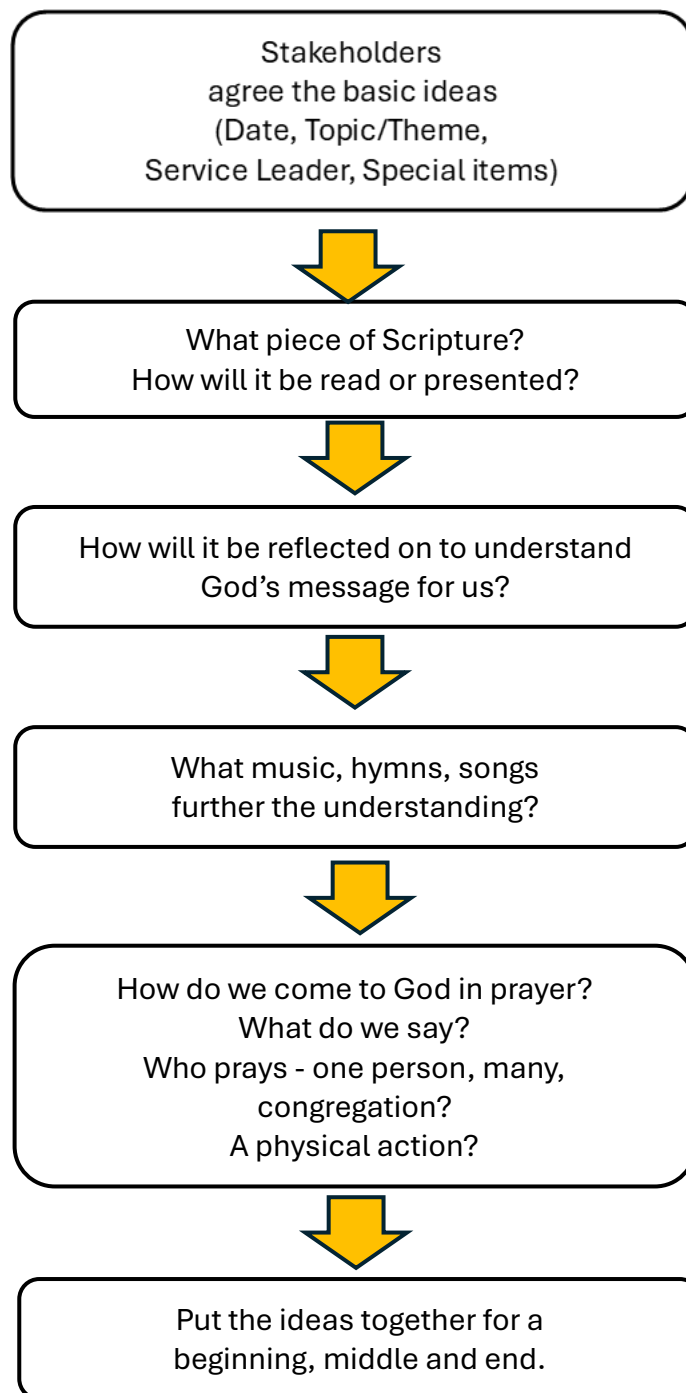 Stakeholders
agree the basic ideas
(Date, Topic/Theme,
Service Leader, Special items)
What piece of Scripture?
How will it be read or presented?
How will it be reflected on to understand
God’s message for us?
What music, hymns, songs
further the understanding?
How do we come to God in prayer?
What do we say?
Who prays - one person, many,
congregation?
A physical action?
Put the ideas together for a
beginning, middle and end.